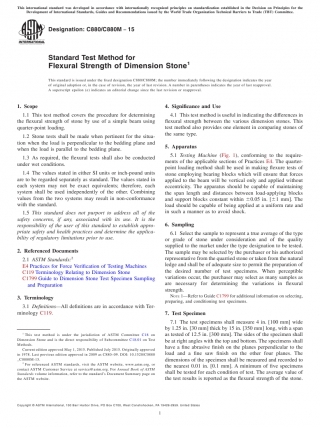 This international standard was developed in accordance with internationally recognized principles on standardization established in the Decision on Principles for the
Development of International Standards, Guides and Recommendations issued by the World Trade Organization Technical Barriers to Trade (TBT) Committee.
Designation: C880/C880M − 15
INTERNATIONAL
Standard Test Method for
Flexural Strength of Dimension Stone1
This standard is issued under the fixed designation C880/C880M; the number immediately following the designation indicates the year
of original adoption or, in the case of revision, the year of last revision. A number in parentheses indicates the year of last reapproval.
A superscript epsilon (ε) indicates an editorial change since the last revision or reapproval.
1. Scope
1.1 This test method covers the procedure for determining
the flexural strength of stone by use of a simple beam using
quarter-point loading.
1.2 Stone tests shall be made when pertinent for the situa-
tion when the load is perpendicular to the bedding plane and
when the load is parallel to the bedding plane.
1.3 As required, the flexural tests shall also be conducted
under wet conditions.
1.4 The values stated in either SI units or inch-pound units
are to be regarded separately as standard. The values stated in
each system may not be exact equivalents; therefore, each
system shall be used independently of the other. Combining
values from the two systems may result in non-conformance
with the standard.
1.5 This standard does not purport to address all of the
safety concerns, if any, associated with its use. It is the
responsibility of the user of this standard to establish appro-
priate safety and health practices and determine the applica-
bility of regulatory limitations prior to use.
2. Referenced Documents
2.1 ASTM Standards:2
E4 Practices for Force Verification of Testing Machines
C119 Terminology Relating to Dimension Stone
C1799 Guide to Dimension Stone Test Specimen Sampling
and Preparation
3. Terminology
3.1 Definitions—All definitions are in accordance with Ter-
minology C119.
1 This test method is under the jurisdiction of ASTM Committee C18 on
Dimension Stone and is the direct responsibility of Subcommittee C18.01 on Test
Methods.
Current edition approved
in 1978. Last previous edition approved in 2009 as C880–09. DOI:
2 For referenced ASTM standards, visit the ASTM website, www.astm.org, or
contact ASTM Customer Service at service@astm.org. For Annual Book of ASTM
Standards volume information, refer to the standard's Document Summary page on
the ASTM website.
4. Significance and Use
4.1 This test method is useful in indicating the differences in
flexural strength between the various dimension stones. This
test method also provides one element in comparing stones of
the same type.
5. Apparatus
5.1 Testing Machine (Fig. 1), conforming to the require-
ments of the applicable sections of Practices E4. The quarter-
point loading method shall be used in making flexure tests of
stone employing bearing blocks which will ensure that forces
applied to the beam will be vertical only and applied without
eccentricity. The apparatus should be capable of maintaining
the span length and distances between load-applying blocks
and support blocks constant within ±0.05 in. [±1 mm]. The
load should be capable of being applied at a uniform rate and
in such a manner as to avoid shock.
6. Sampling
6.1 Select the sample to represent a true average of the type
or grade of stone under consideration and of the quality
supplied to the market under the type designation to be tested.
The sample may be selected by the purchaser or his authorized
representative from the quarried stone or taken from the natural
ledge and shall be of adequate size to permit the preparation of
the desired number of test specimens. When perceptible
variations occur, the purchaser may select as many samples as
are necessary for determining the variations in flexural
strength.
NOTE 1—Refer to Guide C1799 for additional information on selecting,
preparing, and conditioning test specimens.
7. Test Specimens
7.1 The test specimens shall measure 4 in. [100 mm] wide
by 1.25 in. [30 mm] thick by 15 in. [350 mm] long, with a span
as tested of 12.5 in. [300 mm]. The sides of the specimen shall
be at right angles with the top and bottom. The specimens shall
have a fine abrasive finish on the planes perpendicular to the
load and a fine saw finish on the other four planes. The
dimensions of the specimen shall be measured and recorded to
the nearest 0.01 in. [0.1 mm]. A minimum of five specimens
shall be tested for each condition of test. The average value of
the test results is reported as the flexural strength of the stone.
Copyright © ASTM International, 100 Barr Harbor Drive, PO Box C700, West Conshohocken, PA 19428-2959. United States
1